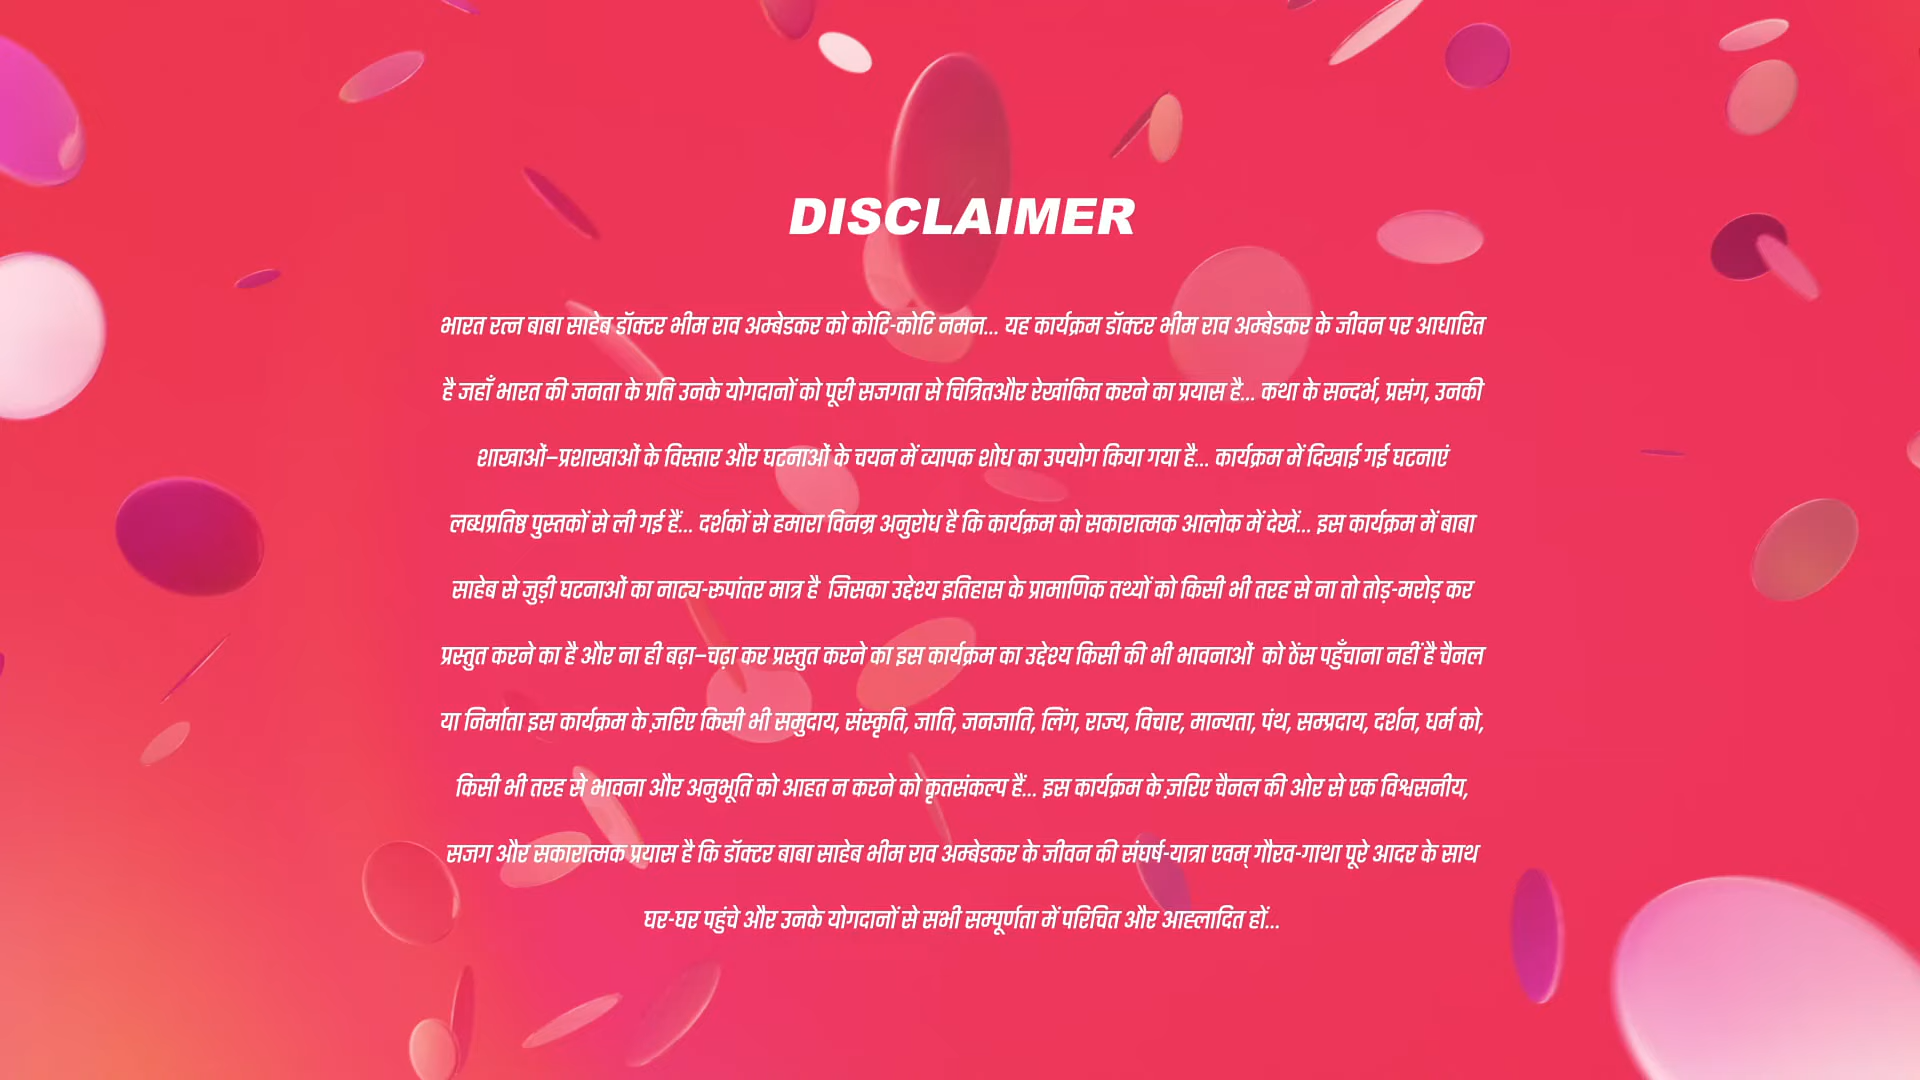 DISCLAIMER
भारत रत्न बाबा साहेब डॉक्टर भीम राव अम्बेडकर को कोटि-कोटि नमन... यह कार्यक्रम डॉक्टर भीम राव अम्बेडकर के जीवन पर आधारित
है जहाँ भारत की जनता के प्रति उनके योगदानों को पूरी सजगता से चित्रितऔर रेखांकित करने का प्रयास है... कथा के सन्दर्भ, प्रसंग, उनकी
शाखाओं–प्रशाखाओं के विस्तार और घटनाओं के चयन में व्यापक शोध का उपयोग किया गया है... कार्यक्रम में दिखाई गई घटनाएं
लब्धप्रतिष्ठ पुस्तकों से ली गई हैं... दर्शकों से हमारा विनम्र अनुरोध है कि कार्यक्रम को सकारात्मक आलोक में देखें... इस कार्यक्रम में बाबा
साहेब से जुड़ी घटनाओं का नाट्य-रूपांतर मात्र है जिसका उद्देश्य इतिहास के प्रामाणिक तथ्यों को किसी भी तरह से ना तो तोड़-मरोड़ कर
प्रस्तुत करने का है और ना ही बढ़ा–चढ़ा कर प्रस्तुत करने का इस कार्यक्रम का उद्देश्य किसी की भी भावनाओं को ठेंस पहुँचाना नहीं है चैनल
या निर्माता इस कार्यक्रम के ज़रिए किसी भी समुदाय, संस्कृति, जाति, जनजाति, लिंग, राज्य, विचार, मान्यता, पंथ, सम्प्रदाय, दर्शन, धर्म को,
किसी भी तरह से भावना और अनुभूति को आहत न करने को कृतसंकल्प हैं... इस कार्यक्रम के ज़रिए चैनल की ओर से एक विश्वसनीय,
सजग और सकारात्मक प्रयास है कि डॉक्टर बाबा साहेब भीम राव अम्बेडकर के जीवन की संघर्ष-यात्रा एवम् गौरव-गाथा पूरे आदर के साथ
घर-घर पहुंचे और उनके योगदानों से सभी सम्पूर्णता में परिचित और आह्लादित हों...